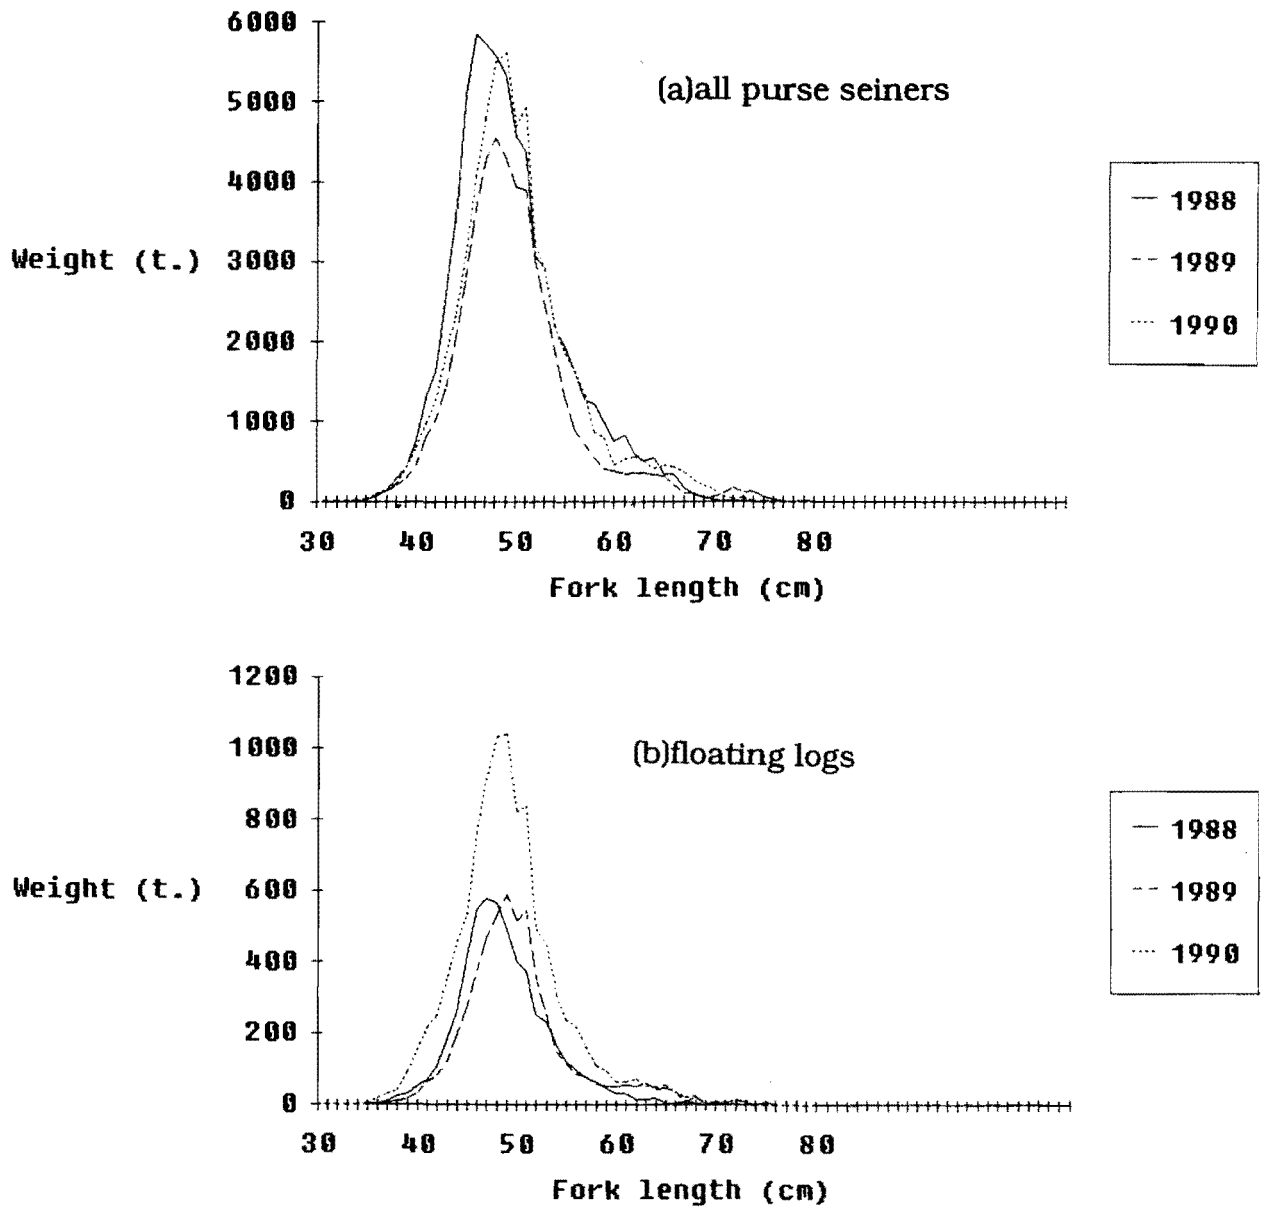 6000
(a)all purse seiners
5000
4000
1988
1989
Weight (t.) 3000
1990
2000
1000
0
30 40 50 60 70 80
Fork length (cm)
1200
1000
(b)floating logs
800
1988
Weight (t.) 600
1989
1990
400
200
0
30 40 50 60 70 80
Fork length (cm)